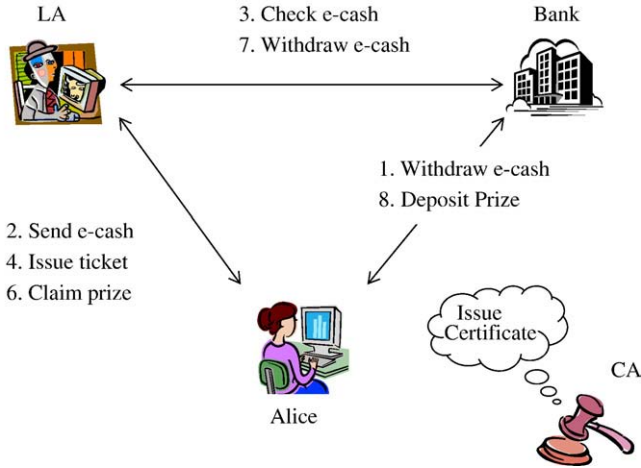 LA
3. Check e-cash
7. Withdraw e-cash
Bank
1. Withdraw e-cash
8. Deposit Prize
2. Send e-cash
4. Issue ticket
6. Claim prize
Issue
Certificate
CA
Alice